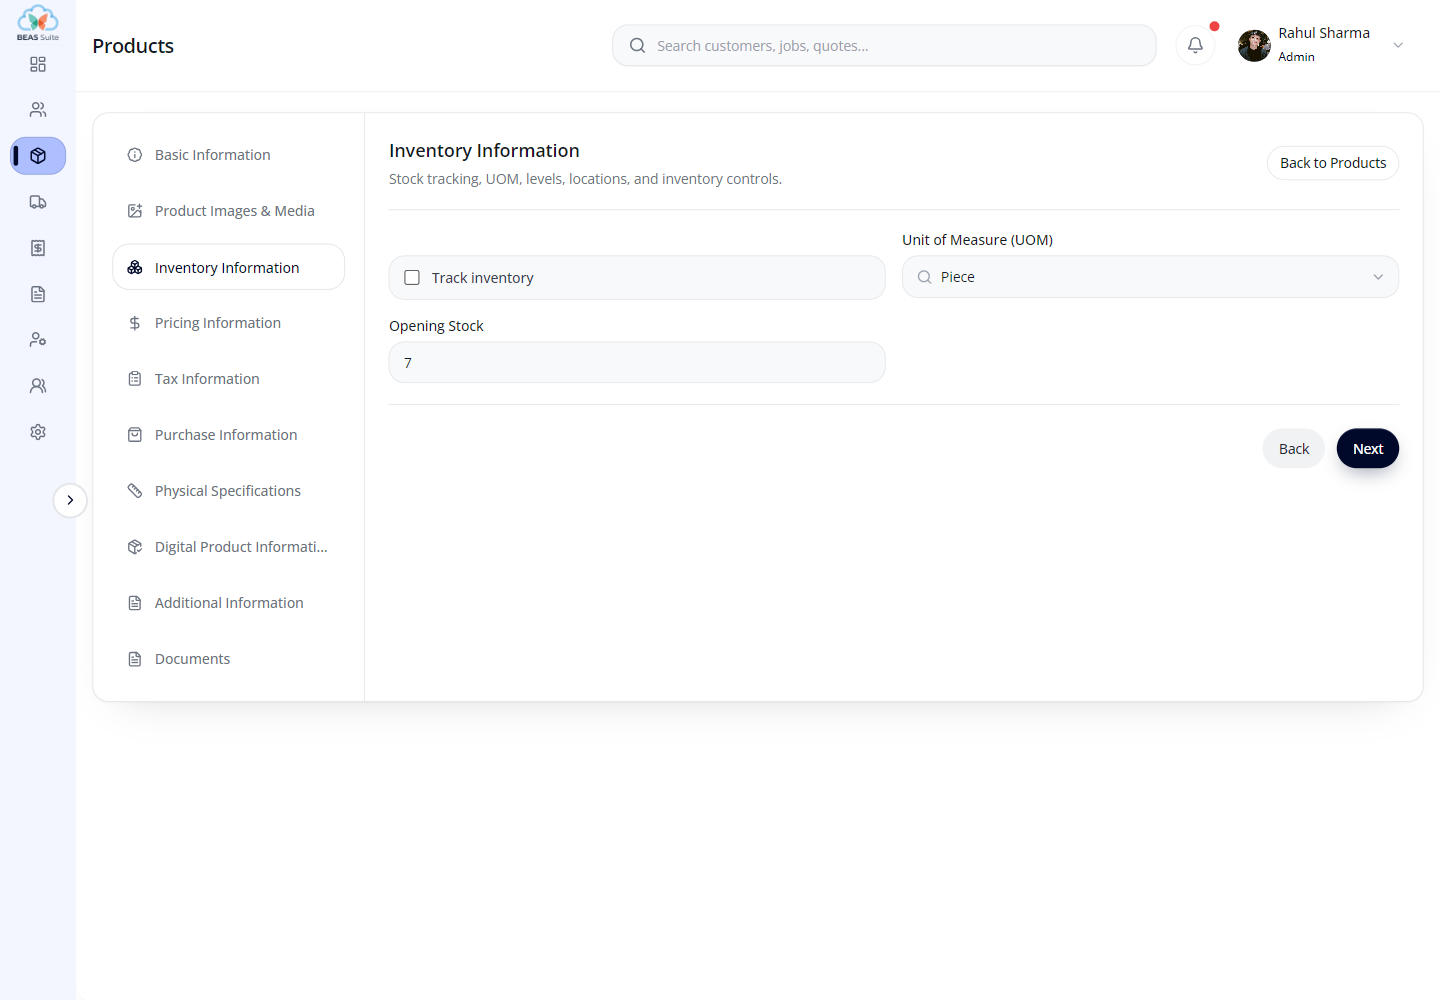 BEAS Suite
Products
Search customers, jobs, quotes...
Rahul Sharma
Admin
Basic Information
Product Images & Media
Inventory Information
Pricing Information
Tax Information
Purchase Information
Physical Specifications
Digital Product Informati...
Additional Information
Documents
Inventory Information
Stock tracking, UOM, levels, locations, and inventory controls.
Back to Products
Track inventory
Unit of Measure (UOM)
Piece
Opening Stock
7
Back
Next